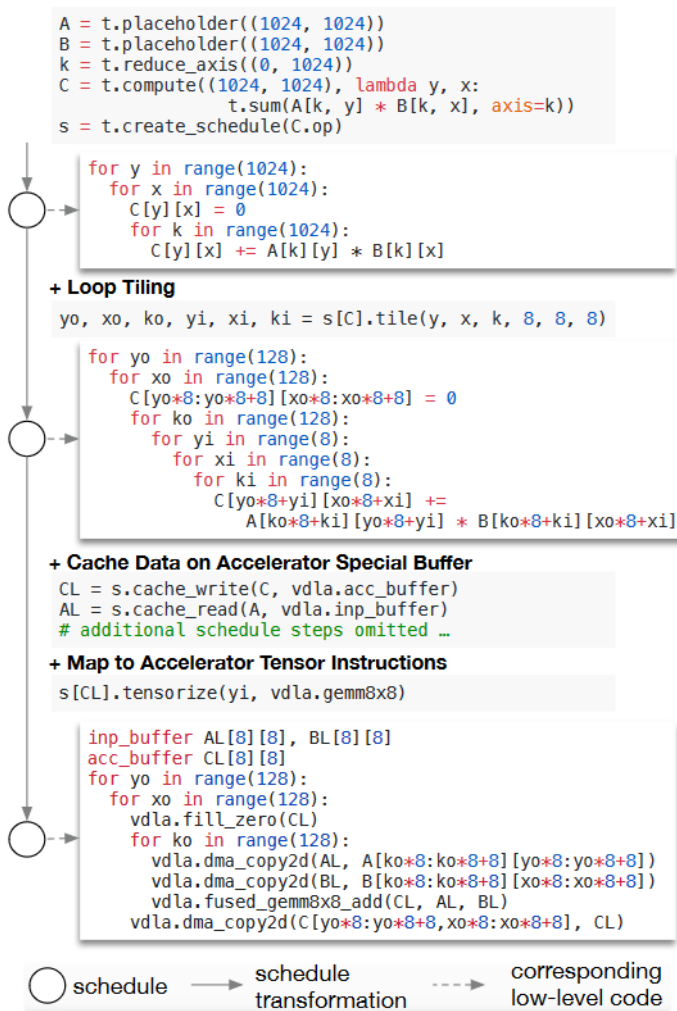 A = t.placeholder((1024, 1024))
B = t.placeholder((1024, 1024))
k = t.reduce_axis((0, 1024))
C = t.compute((1024, 1024), lambda y, x:
                t.sum(A[k, y] * B[k, x], axis=k))
s = t.create_schedule(C.op)
for y in range(1024):
  for x in range(1024):
    C[y][x] = 0
    for k in range(1024):
      C[y][x] += A[k][y] * B[k][x]
+ Loop Tiling
yo, xo, ko, yi, xi, ki = s[C].tile(y, x, k, 8, 8, 8)
for yo in range(128):
  for xo in range(128):
    C[yo*8:yo*8+8][xo*8:xo*8+8] = 0
    for ko in range(128):
      for yi in range(8):
        for xi in range(8):
          for ki in range(8):
            C[yo*8+yi][xo*8+xi] +=
               A[ko*8+ki][yo*8+yi] * B[ko*8+ki][xo*8+xi]
+ Cache Data on Accelerator Special Buffer
CL = s.cache_write(C, vdla.acc_buffer)
AL = s.cache_read(A, vdla.inp_buffer)
# additional schedule steps omitted …
+ Map to Accelerator Tensor Instructions
s[CL].tensorize(yi, vdla.gemm8x8)
inp_buffer AL[8][8], BL[8][8]
acc_buffer CL[8][8]
for yo in range(128):
  for xo in range(128):
    vdla.fill_zero(CL)
    for ko in range(128):
      vdla.dma_copy2d(AL, A[ko*8:ko*8+8][yo*8:yo*8+8])
      vdla.dma_copy2d(BL, B[ko*8:ko*8+8][xo*8:xo*8+8])
      vdla.fused_gemm8x8_add(CL, AL, BL)
    vdla.dma_copy2d(C[yo*8:yo*8+8,xo*8:xo*8+8], CL)
schedule
schedule
transformation
corresponding
low-level code